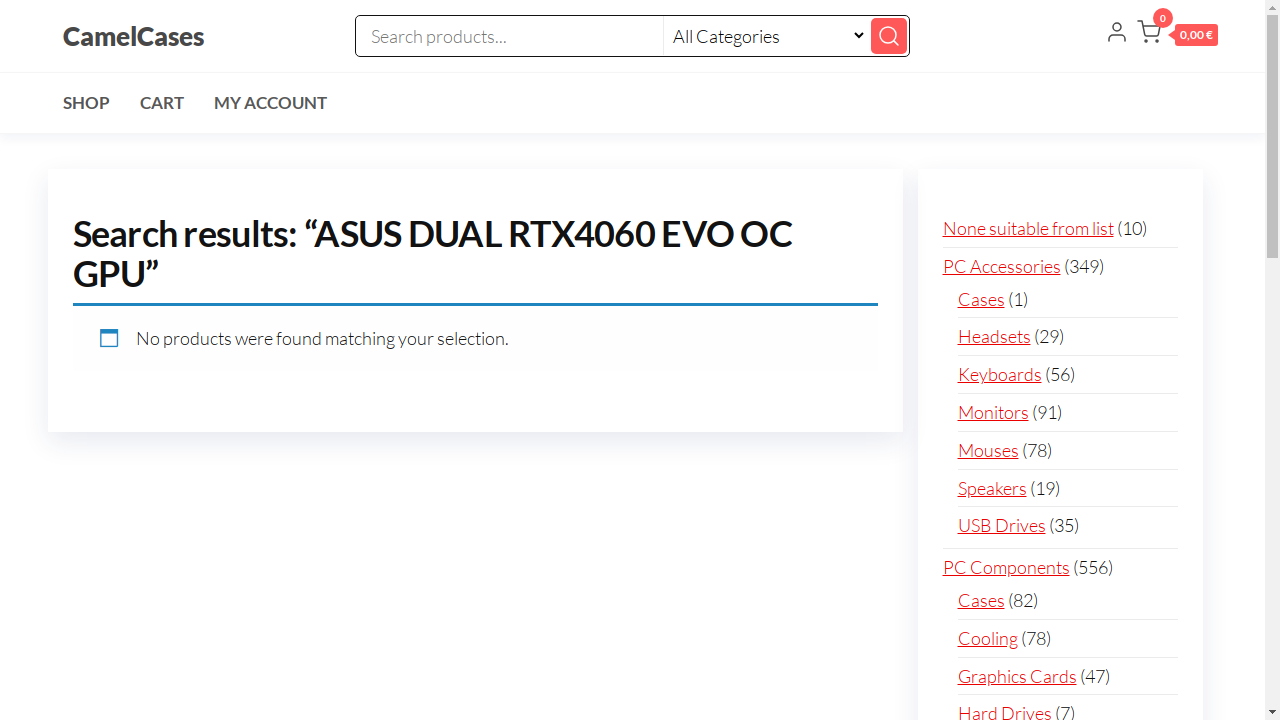 CamelCases
Search products...
All Categories
0
0,00 €
SHOP
CART
MY ACCOUNT
Search results: “ASUS DUAL RTX4060 EVO OC
GPU”
No products were found matching your selection.
None suitable from list (10)
PC Accessories (349)
Cases (1)
Headsets (29)
Keyboards (56)
Monitors (91)
Mouses (78)
Speakers (19)
USB Drives (35)
PC Components (556)
Cases (82)
Cooling (78)
Graphics Cards (47)
Hard Drives (7)